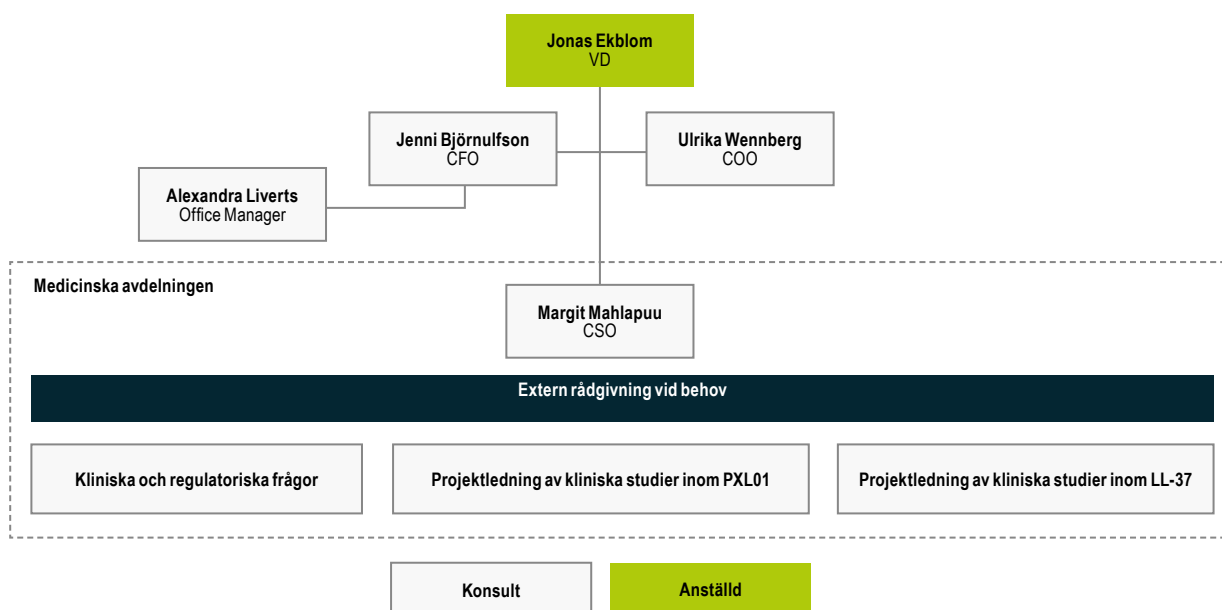 Jonas Ekblom
VD
Jenni Björnulfson
CFO
Ulrika Wennberg
COO
Alexandra Liverts
Office Manager
Medicinska avdelningen
Margit Mahlapuu
CSO
Extern rådgivning vid behov
Kliniska och regulatoriska frågor
Projektledning av kliniska studier inom PXL01
Projektledning av kliniska studier inom LL-37
Konsult
Anställd